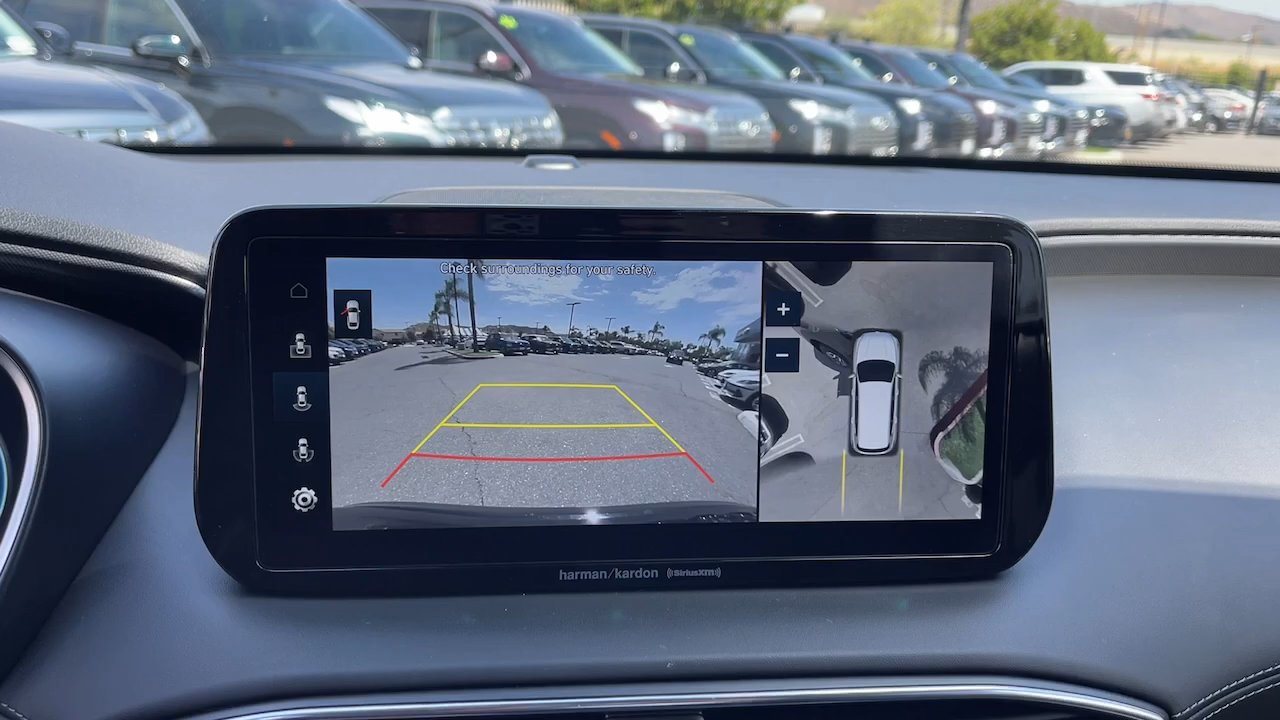 Check surroundings for your safety.
+
−
harman/kardon ((SiriusXM))